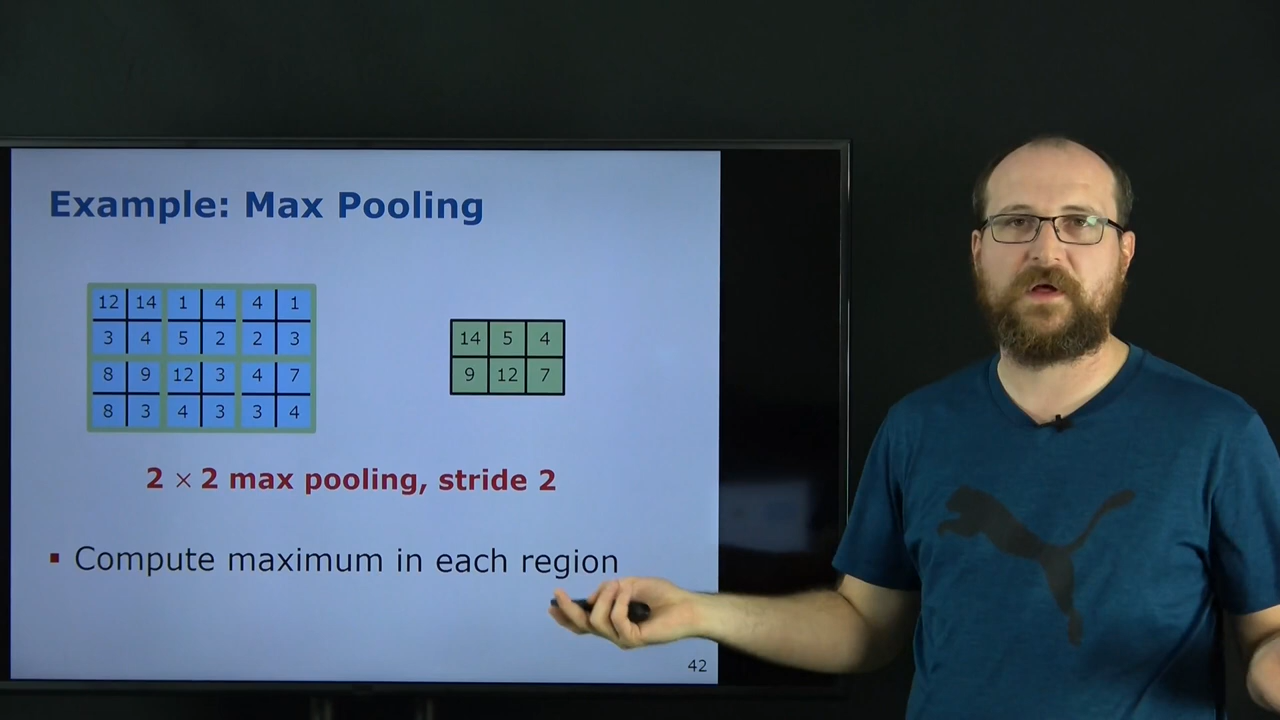 Example: Max Pooling
12 14 1 4 4 1
3 4 5 2 2 3
8 9 12 3 4 7
8 3 4 3 3 4
14 5 4
9 12 7
2 × 2 max pooling, stride 2
▪ Compute maximum in each region
42